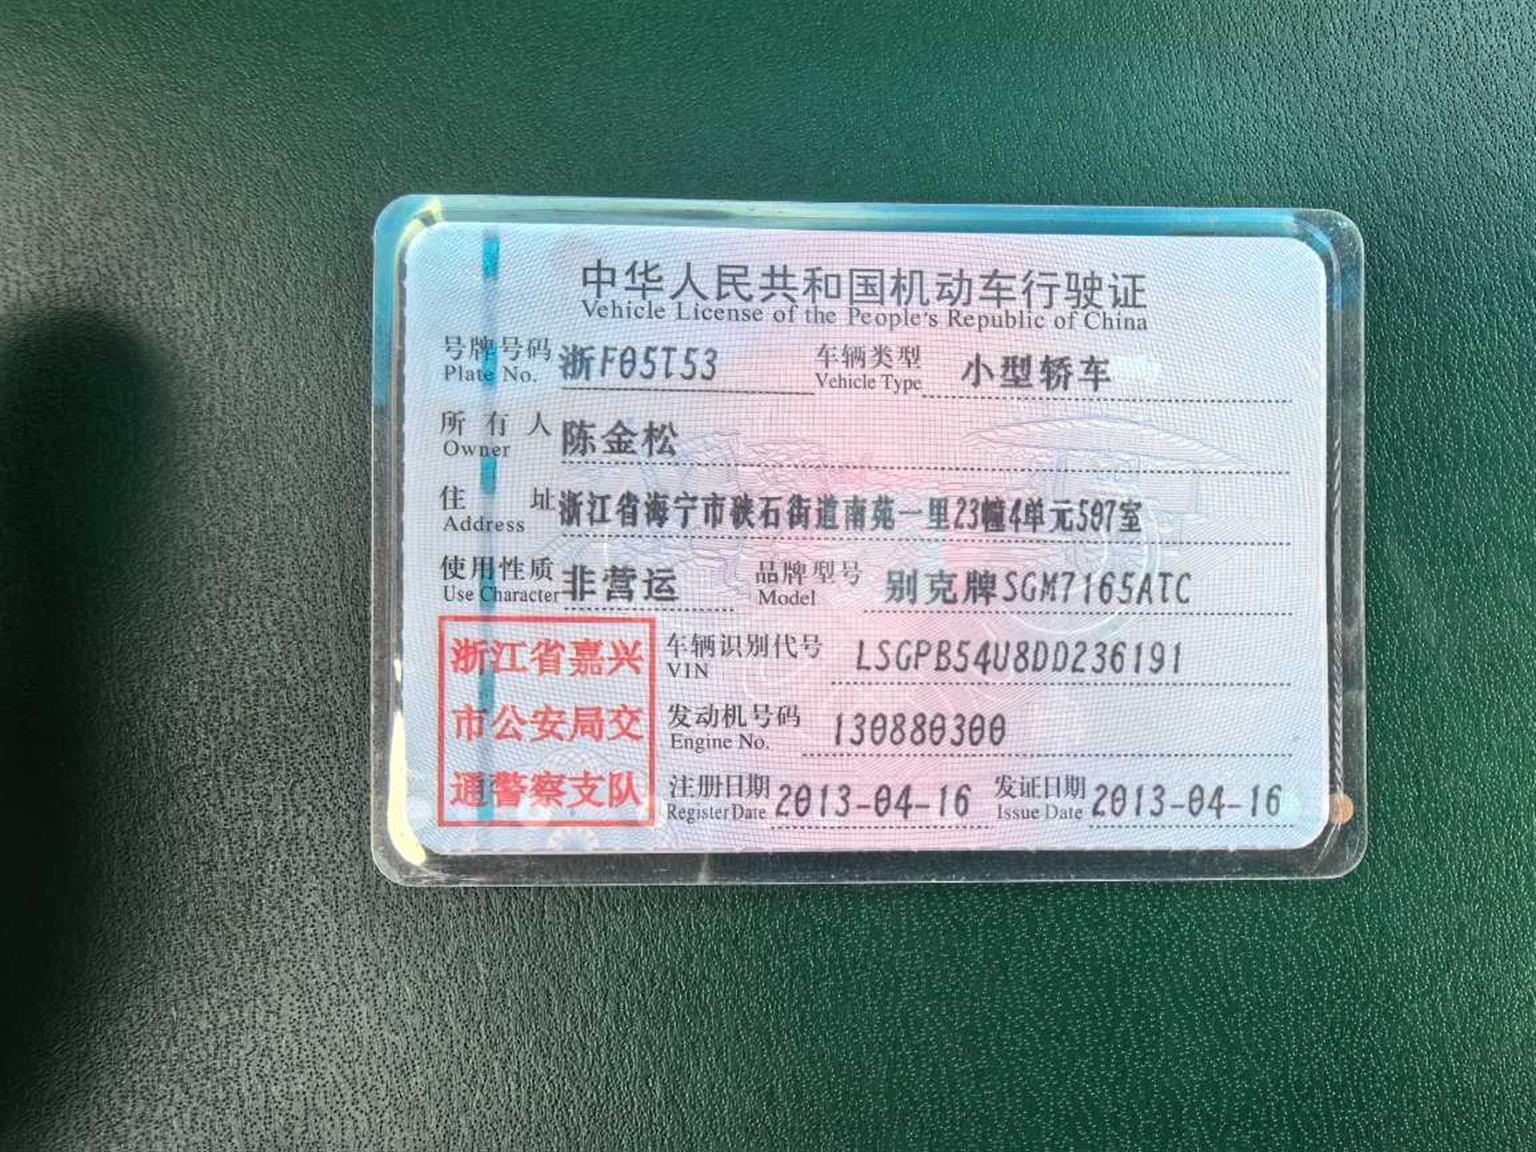 中华人民共和国机动车行驶证
Vehicle License of the People's Republic of China
号牌号码 浙F05T53 车辆类型 小型轿车
Plate No. Vehicle Type
所有人 陈金松
Owner
住址 浙江省海宁市硖石街道南苑一里23幢4单元507室
Address
使用性质 非营运 品牌型号 别克牌SGM7165ATC
Use Character Model
浙江省嘉兴
市公安局交
通警察支队
车辆识别代号 LSGPB54U8DD236191
VIN
发动机号码 130880300
Engine No.
注册日期 2013-04-16 发证日期 2013-04-16
Register Date Issue Date